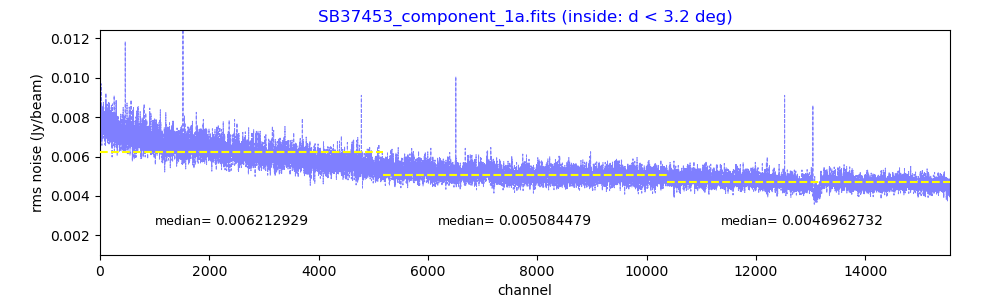 SB37453_component_1a.fits (inside: d < 3.2 deg)
0.012
0.010
0.008
0.006
0.004
0.002
rms noise (Jy/beam)
median= 0.006212929
median= 0.005084479
median= 0.0046962732
0
2000
4000
6000
8000
10000
12000
14000
channel